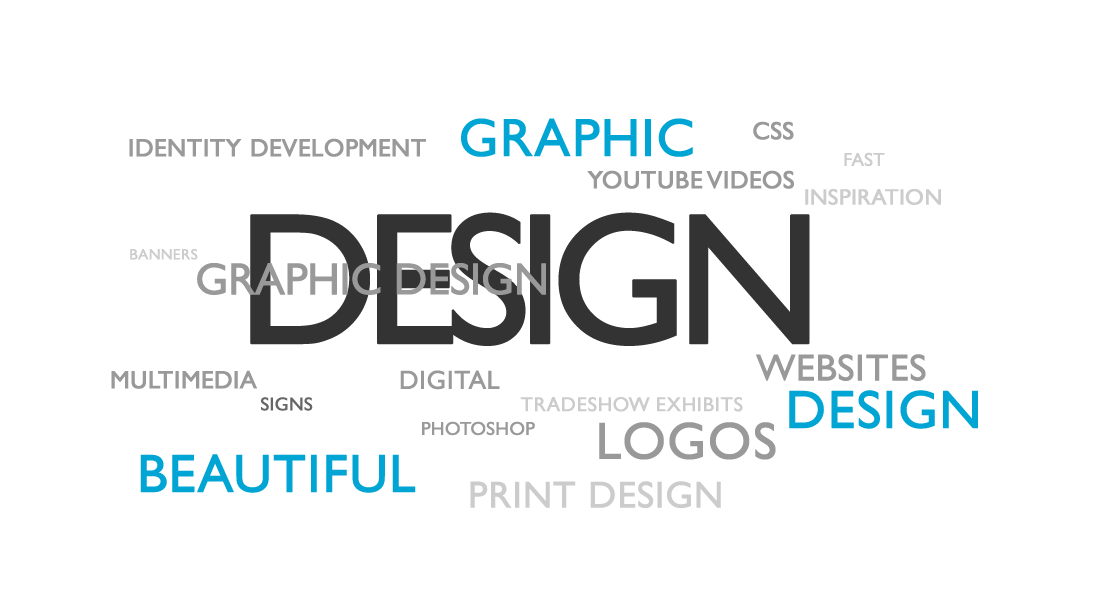 IDENTITY DEVELOPMENT
GRAPHIC
CSS
FAST
YOUTUBE VIDEOS
INSPIRATION
DESIGN
BANNERS
GRAPHIC DESIGN
WEBSITES
MULTIMEDIA
DIGITAL
SIGNS
TRADESHOW EXHIBITS
DESIGN
PHOTOSHOP
LOGOS
BEAUTIFUL
PRINT DESIGN